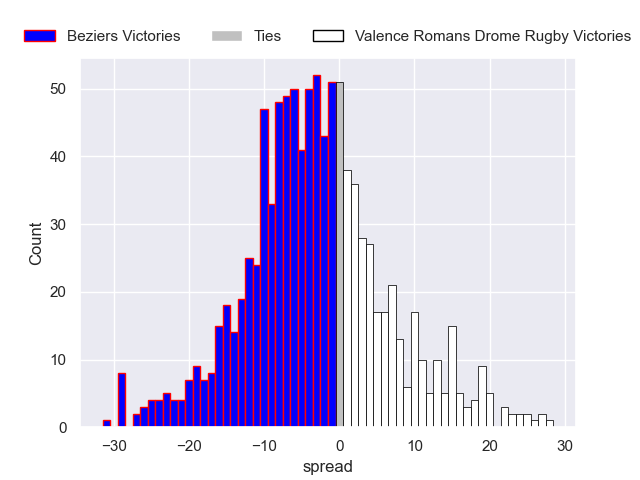 Beziers Victories Ties Valence Romans Drome Rugby Victories
50
40
30
20
10
0
Count
−30 −20 −10 0 10 20 30
spread